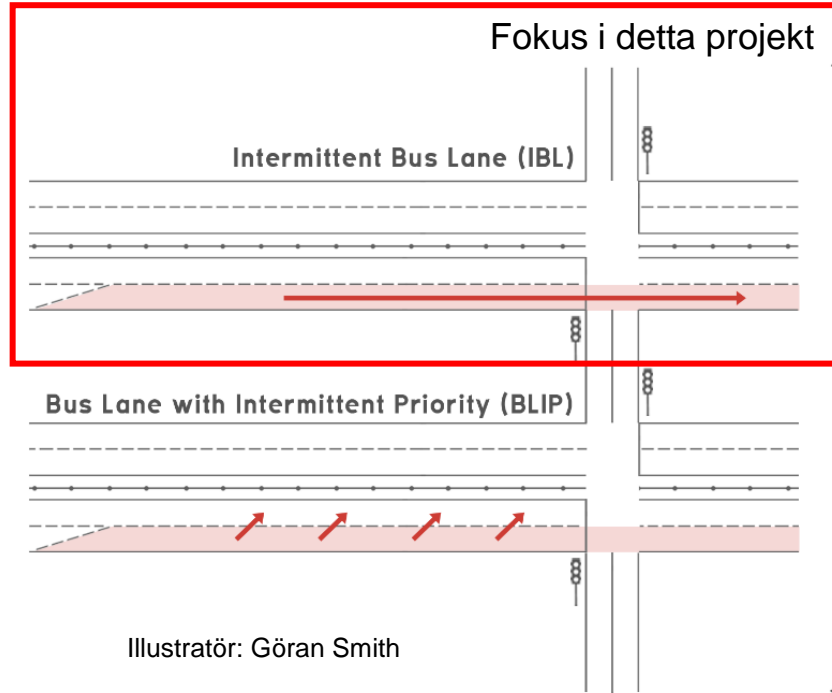 Fokus i detta projekt
Intermittent Bus Lane (IBL)
Bus Lane with Intermittent Priority (BLIP)
Illustratör: Göran Smith